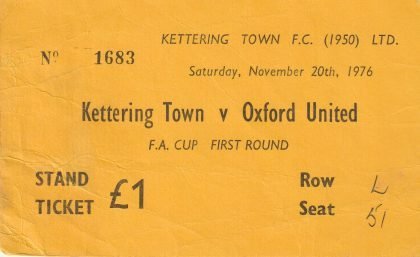 KETTERING TOWN F.C. (1950) LTD.
Nº 1683
Saturday, November 20th, 1976
Kettering Town v Oxford United
F.A. CUP FIRST ROUND
STAND TICKET £1
Row L
Seat 51